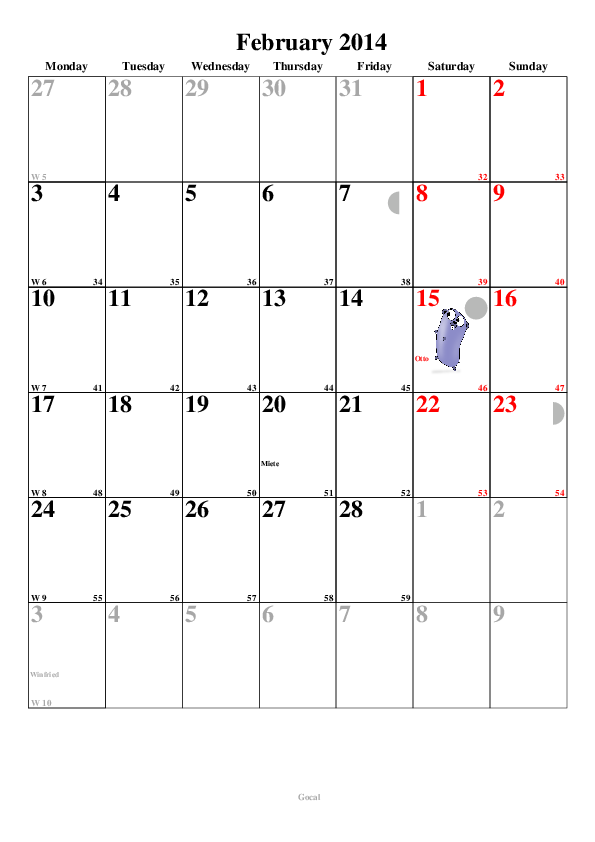 February 2014
Monday Tuesday Wednesday Thursday Friday Saturday Sunday
27 28 29 30 31 1 2
W 5 32 33
3 4 5 6 7 8 9
W 6 34 35 36 37 38 39 40
10 11 12 13 14 15 16
Otto
W 7 41 42 43 44 45 46 47
17 18 19 20 21 22 23
Miete
W 8 48 49 50 51 52 53 54
24 25 26 27 28 1 2
W 9 55 56 57 58 59
3 4 5 6 7 8 9
Winfried
W 10
Gocal